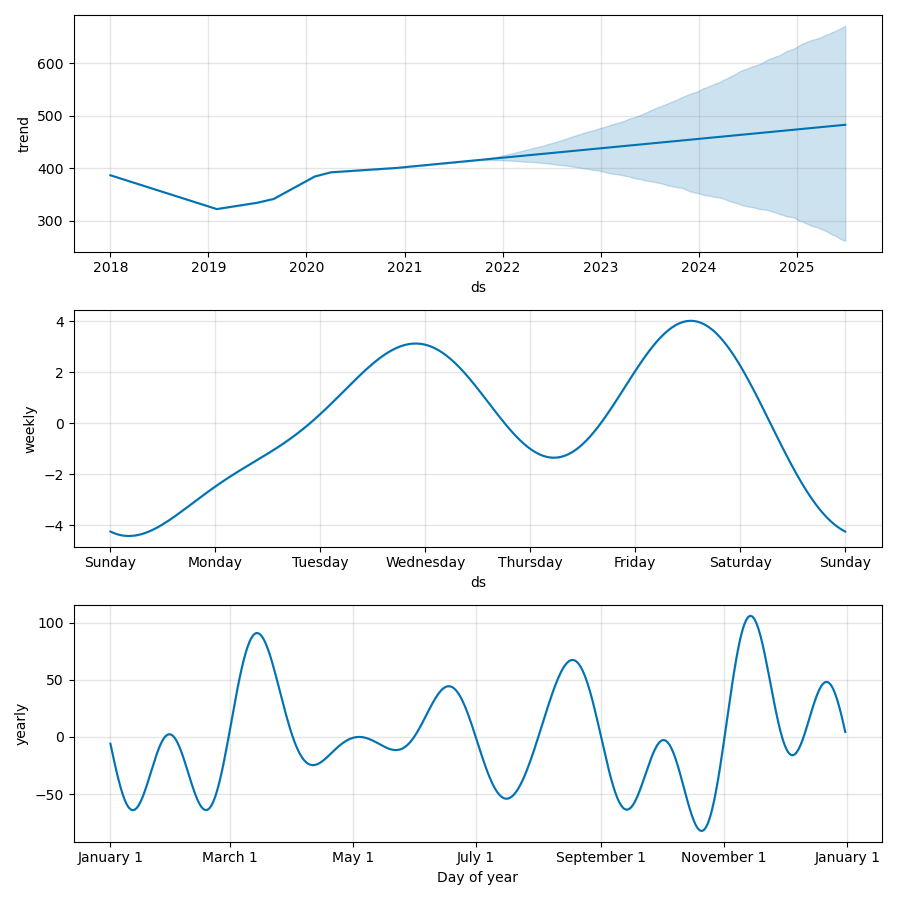 trend
600
500
400
300
2018 2019 2020 2021 2022 2023 2024 2025
ds
weekly
4
2
0
−2
−4
Sunday Monday Tuesday Wednesday Thursday Friday Saturday Sunday
ds
yearly
100
50
0
−50
January 1 March 1 May 1 July 1 September 1 November 1 January 1
Day of year